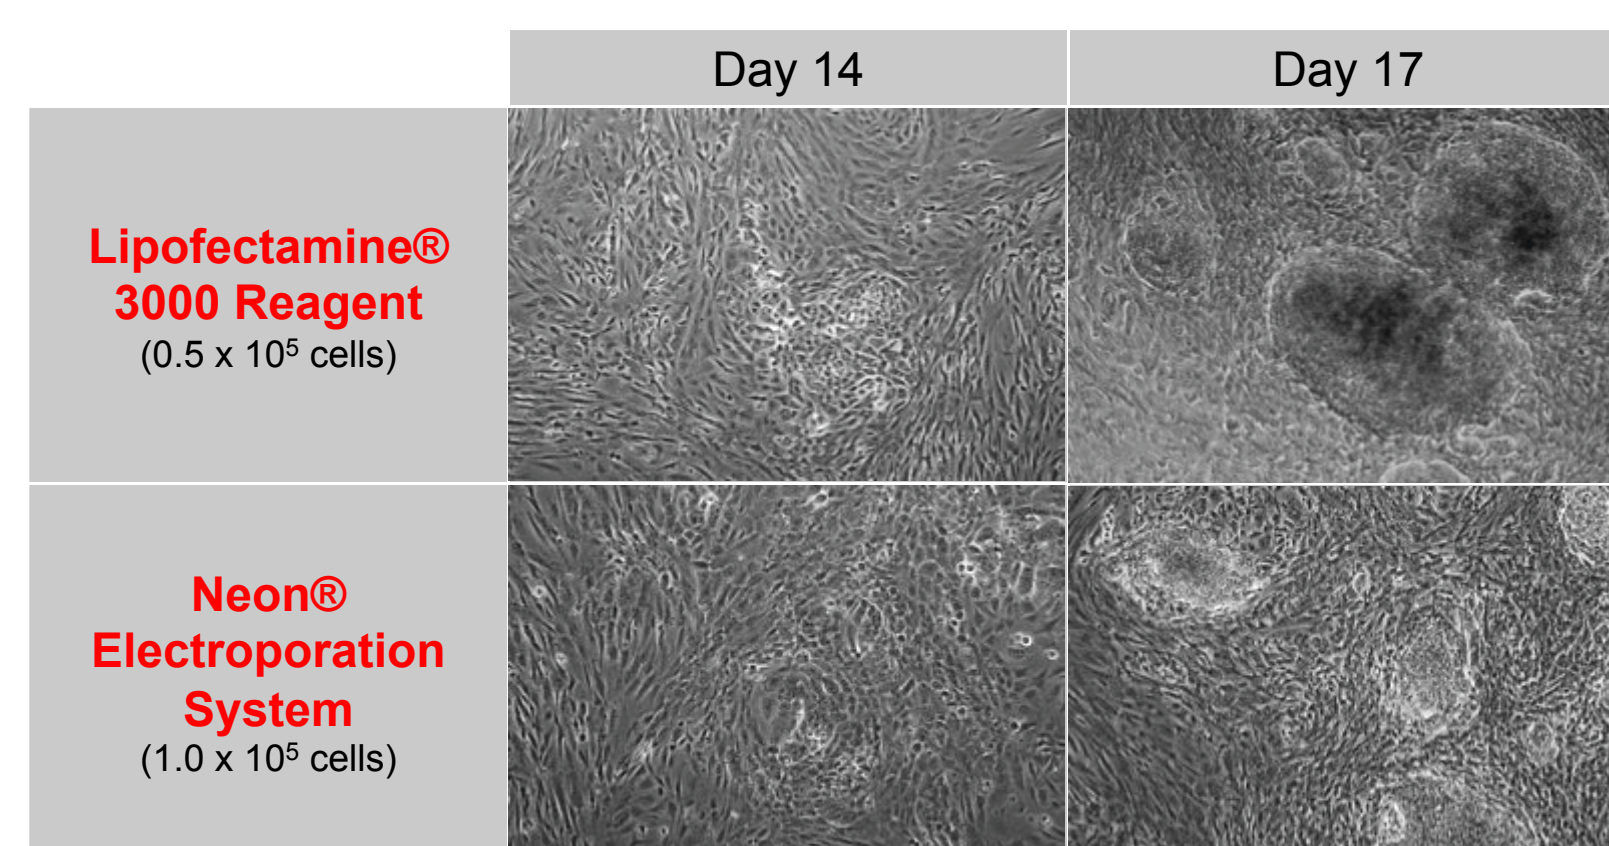 Day 14
Day 17
Lipofectamine®
3000 Reagent
(0.5 x 10⁵ cells)
Neon®
Electroporation
System
(1.0 x 10⁵ cells)